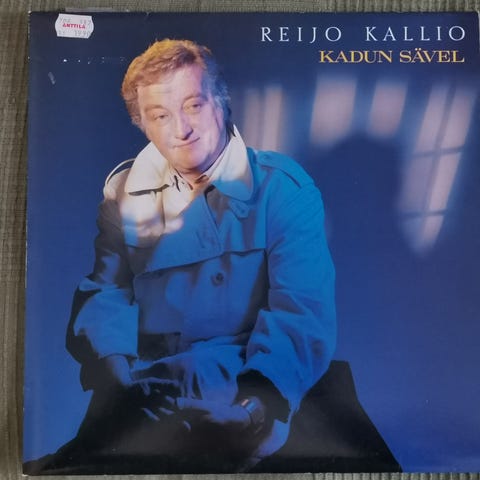 ANTTILA
REIJO KALLIO
KADUN SÄVEL